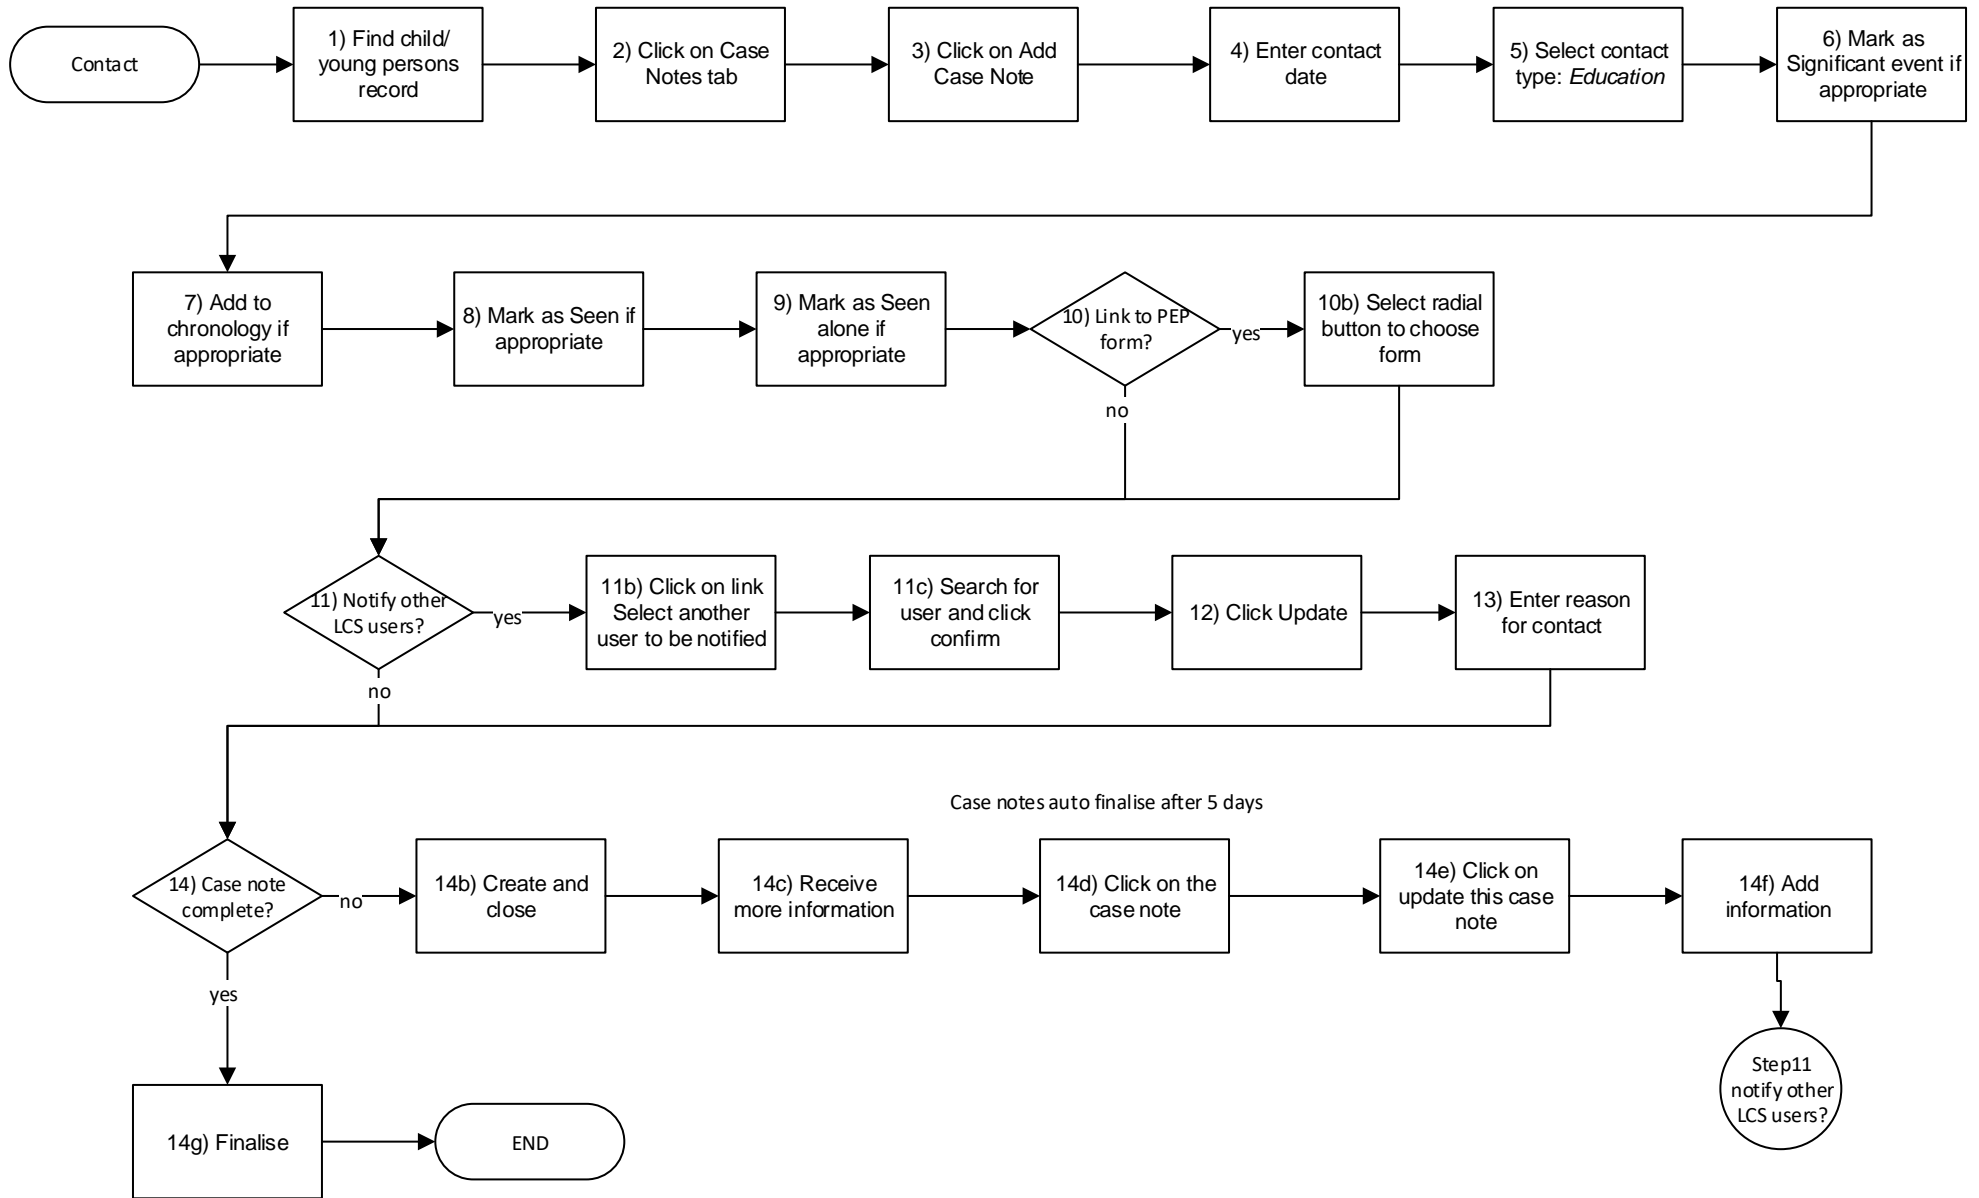 Contact
1) Find child/
young persons
record
2) Click on Case
Notes tab
3) Click on Add
Case Note
4) Enter contact
date
5) Select contact
type: Education
6) Mark as
Significant event if
appropriate
7) Add to
chronology if
appropriate
8) Mark as Seen if
appropriate
9) Mark as Seen
alone if
appropriate
10) Link to PEP
form?
yes
10b) Select radial
button to choose
form
no
11) Notify other
LCS users?
yes
11b) Click on link
Select another
user to be notified
11c) Search for
user and click
confirm
12) Click Update
13) Enter reason
for contact
no
Case notes auto finalise after 5 days
14) Case note
complete?
no
14b) Create and
close
14c) Receive
more information
14d) Click on the
case note
14e) Click on
update this case
note
14f) Add
information
yes
Step11
notify other
LCS users?
14g) Finalise
END